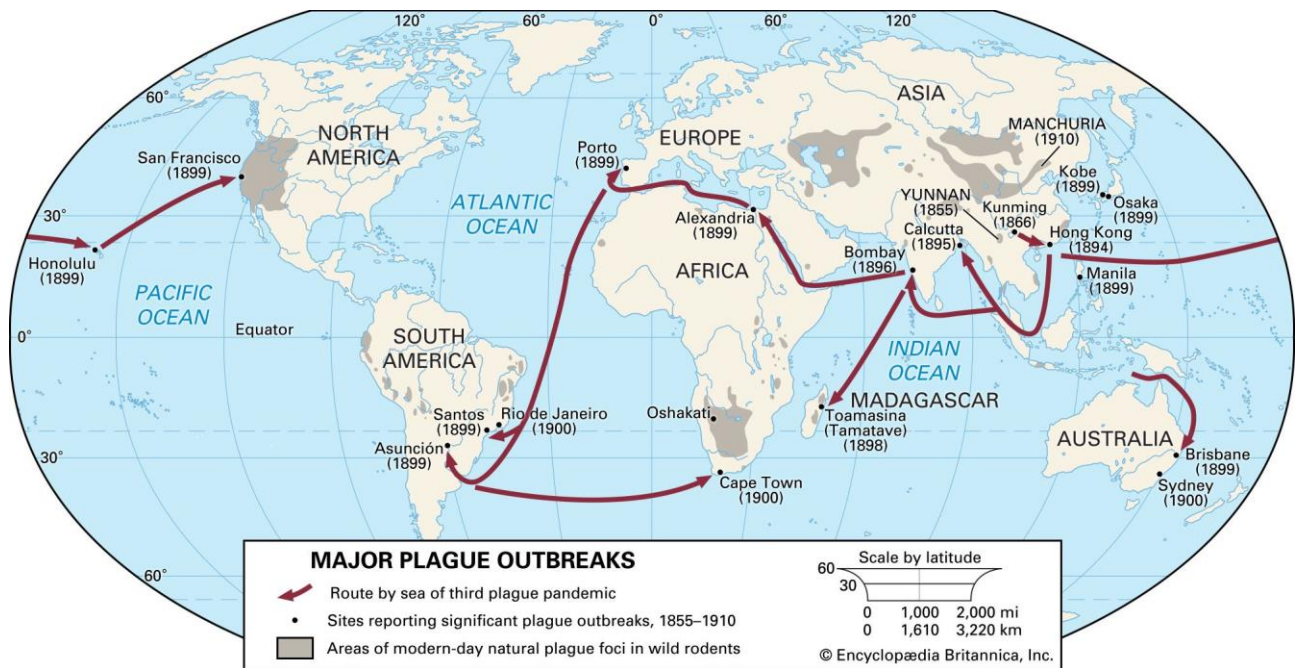 120°
60°
0°
60°
120°
60°
ASIA
NORTH
AMERICA
EUROPE
MANCHURIA
(1910)
San Francisco
(1899)
Porto
(1899)
Kobe
(1899)
ATLANTIC
OCEAN
YUNNAN
(1855)
Kunming
(1866)
Osaka
(1899)
30°
Alexandria
(1899)
Calcutta
(1895)
Hong Kong
(1894)
Honolulu
(1899)
AFRICA
Bombay
(1896)
Manila
(1899)
PACIFIC
OCEAN
Equator
0°
SOUTH
AMERICA
INDIAN
OCEAN
MADAGASCAR
Santos
(1899)
Rio de Janeiro
(1900)
Oshakati
Toamasina
(Tamatave)
(1898)
Asunción
(1899)
AUSTRALIA
30°
Brisbane
(1899)
Cape Town
(1900)
Sydney
(1900)
60°
MAJOR PLAGUE OUTBREAKS
Route by sea of third plague pandemic
Sites reporting significant plague outbreaks, 1855–1910
Areas of modern-day natural plague foci in wild rodents
Scale by latitude
60
30
0 1,000 2,000 mi
0 1,610 3,220 km
© Encyclopædia Britannica, Inc.